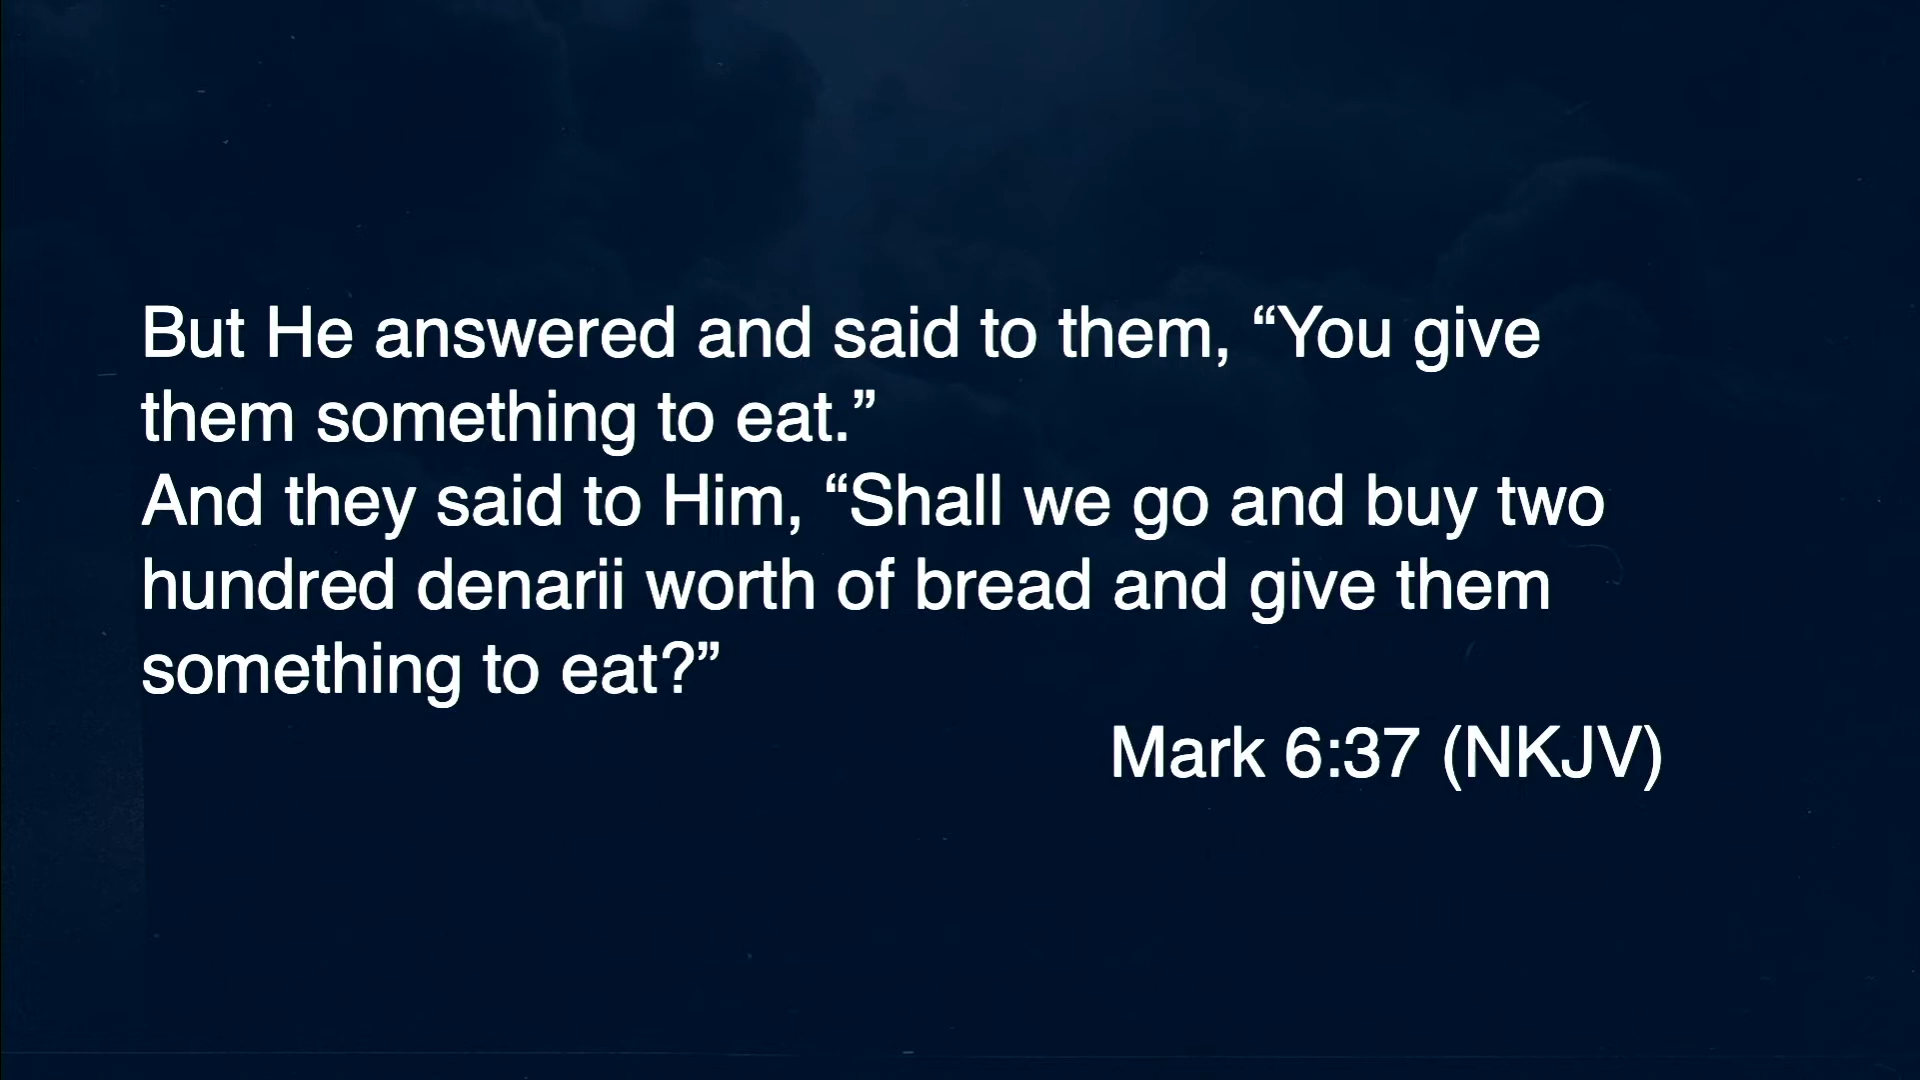 But He answered and said to them, “You give
them something to eat.”
And they said to Him, “Shall we go and buy two
hundred denarii worth of bread and give them
something to eat?”
Mark 6:37 (NKJV)